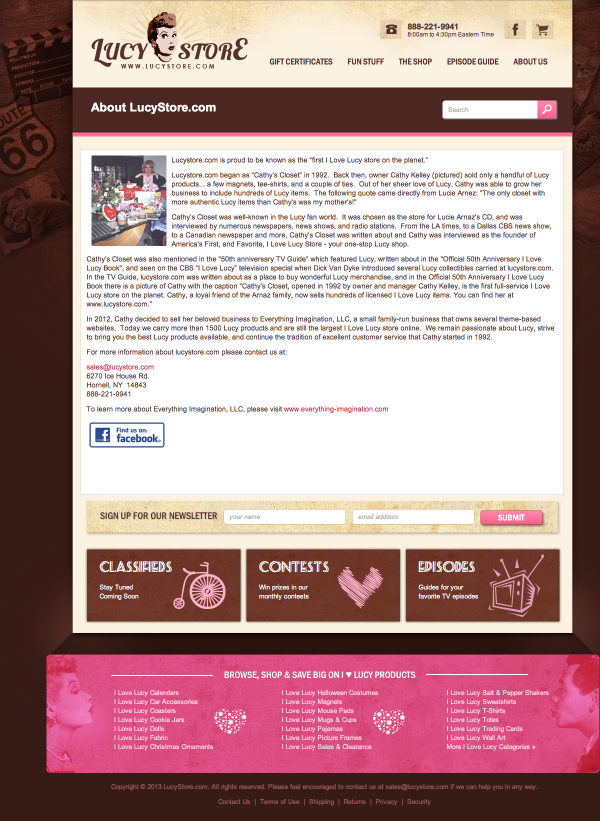 LUCY STORE
WWW.LUCYSTORE.COM
888-221-9941
8:00am to 4:30pm Eastern Time
GIFT CERTIFICATES FUN STUFF THE SHOP EPISODE GUIDE ABOUT US
About LucyStore.com
Search
ROUTE
66
Lucystore.com is proud to be known as the "first I Love Lucy store on the planet."
Lucystore.com began as "Cathy's Closet" in 1992. Back then, owner Cathy Kelley (pictured) sold only a handful of Lucy
products... a few magnets, tee-shirts, and a couple of ties. Out of her sheer love of Lucy, Cathy was able to grow her
business to include hundreds of Lucy items. The following quote came directly from Lucie Arnez: "The only closet with
more authentic Lucy items than Cathy's was my mother's!"
Cathy's Closet was well-known in the Lucy fan world. It was chosen as the store for Lucie Arnaz's CD, and was
interviewed by numerous newspapers, news shows, and radio stations. From the LA times, to a Dallas CBS news show,
to a Canadian newspaper and more, Cathy's Closet was written about and Cathy was interviewed as the founder of
America's First, and Favorite, I Love Lucy Store - your one-stop Lucy shop.
Cathy's Closet was also mentioned in the "50th anniversary TV Guide" which featured Lucy, written about in the "Official 50th Anniversary I Love
Lucy Book", and seen on the CBS "I Love Lucy" television special when Dick Van Dyke introduced several Lucy collectibles carried at lucystore.com.
In the TV Guide, lucystore.com was written about as a place to buy wonderful Lucy merchandise, and in the Official 50th Anniversary I Love Lucy
Book there is a picture of Cathy with the caption "Cathy's Closet, opened in 1992 by owner and manager Cathy Kelley, is the first full-service I Love
Lucy store on the planet. Cathy, a loyal friend of the Arnaz family, now sells hundreds of licensed I Love Lucy items. You can find her at
www.lucystore.com."
In 2012, Cathy decided to sell her beloved business to Everything Imagination, LLC, a small family-run business that owns several theme-based
websites. Today we carry more than 1500 Lucy products and are still the largest I Love Lucy store online. We remain passionate about Lucy, strive
to bring you the best Lucy products available, and continue the tradition of excellent customer service that Cathy started in 1992.
For more information about lucystore.com please contact us at:
sales@lucystore.com
6270 Ice House Rd.
Hornell, NY 14843
888-221-9941
To learn more about Everything Imagination, LLC, please visit www.everything-imagination.com
Find us on
facebook
SIGN UP FOR OUR NEWSLETTER your name email address SUBMIT
CLASSIFIEDS
Stay Tuned
Coming Soon
CONTESTS
Win prizes in our
monthly contests
EPISODES
Guides for your
favorite TV episodes
BROWSE, SHOP & SAVE BIG ON I ♥ LUCY PRODUCTS
I Love Lucy Calendars
I Love Lucy Car Accessories
I Love Lucy Coasters
I Love Lucy Cookie Jars
I Love Lucy Dolls
I Love Lucy Fabric
I Love Lucy Christmas Ornaments
I Love Lucy Halloween Costumes
I Love Lucy Magnets
I Love Lucy Mouse Pads
I Love Lucy Mugs & Cups
I Love Lucy Pajamas
I Love Lucy Picture Frames
I Love Lucy Sales & Clearance
I Love Lucy Salt & Pepper Shakers
I Love Lucy Sweatshirts
I Love Lucy T-Shirts
I Love Lucy Totes
I Love Lucy Trading Cards
I Love Lucy Wall Art
More I Love Lucy Categories »
Copyright © 2013 LucyStore.com. All rights reserved. Please feel encouraged to contact us at sales@lucystore.com if we can help you in any way.
Contact Us | Terms of Use | Shipping | Returns | Privacy | Security